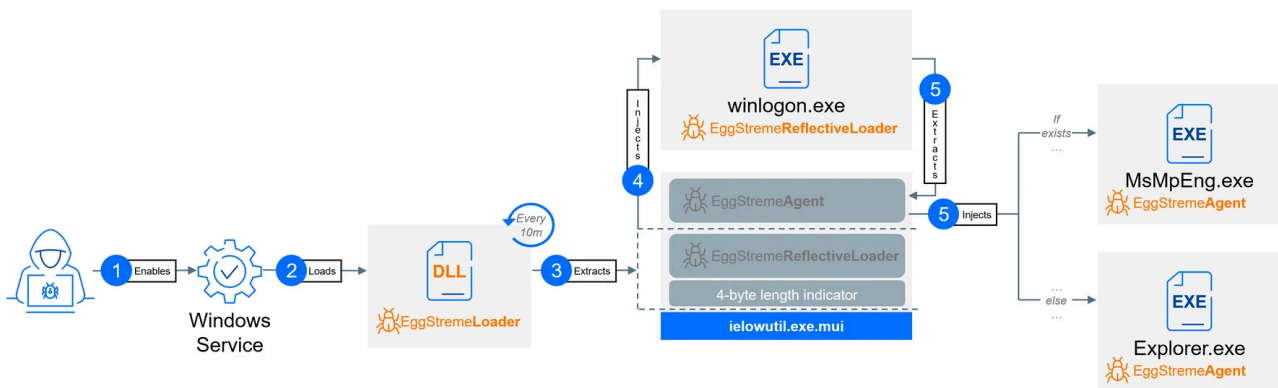 1
Enables
Windows
Service
2
Loads
Every
10m
DLL
EggStremeLoader
3
Extracts
Injects
4
EXE
winlogon.exe
EggStremeReflectiveLoader
5
Extracts
EggStremeAgent
EggStremeReflectiveLoader
4-byte length indicator
ielowutil.exe.mui
5
Injects
If
exists
...
EXE
MsMpEng.exe
EggStremeAgent
...
else
...
EXE
Explorer.exe
EggStremeAgent